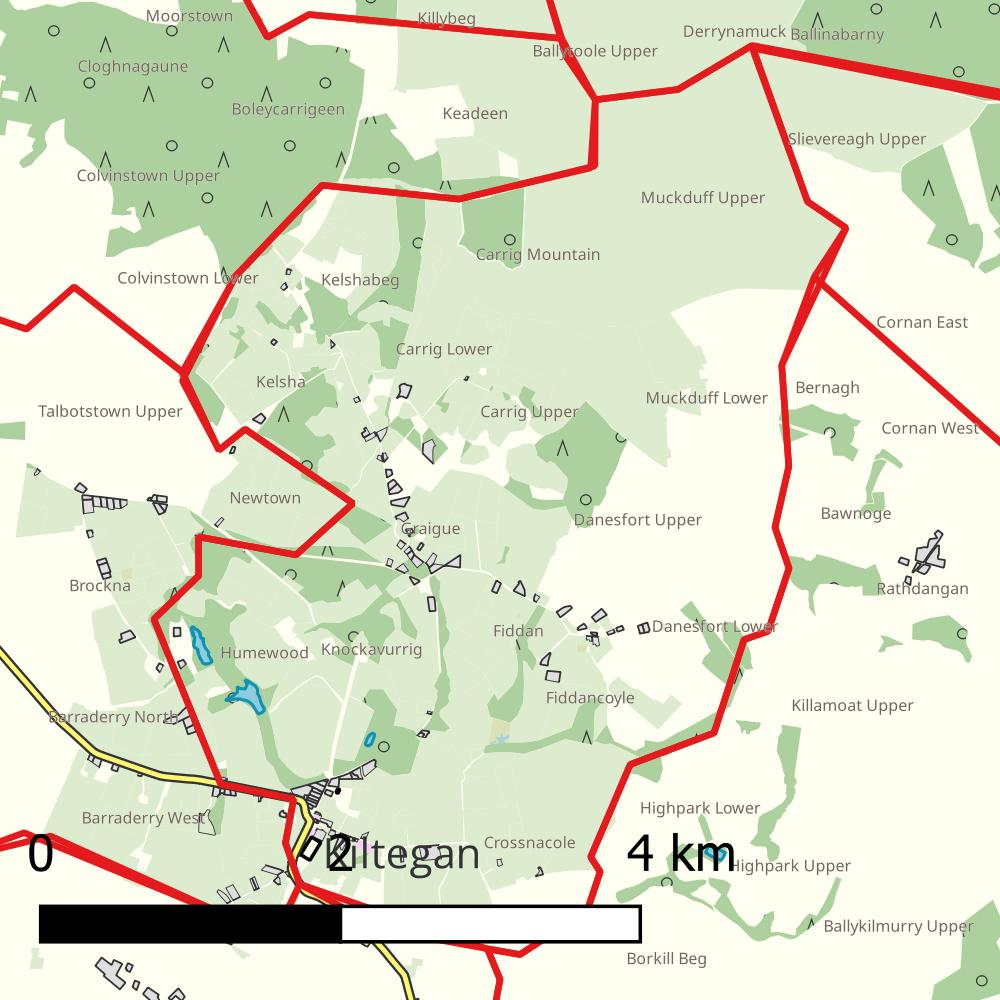 Moorstown
Killybeg
Derrynamuck
Ballinabarny
Ballytoole Upper
Cloghnagaune
Boleycarrigeen
Keadeen
Slievereagh Upper
Colvinstown Upper
Muckduff Upper
Carrig Mountain
Colvinstown Lower
Kelshabeg
Cornan East
Carrig Lower
Kelsha
Bernagh
Muckduff Lower
Talbotstown Upper
Carrig Upper
Cornan West
Newtown
Bawnoge
Danesfort Upper
Craigue
Brockna
Rathdangan
Danesfort Lower
Fiddan
Humewood
Knockavurrig
Fiddancoyle
Killamoat Upper
Barraderry North
Highpark Lower
Barraderry West
Crossnacole
0
2
Kiltegan
4 km
Highpark Upper
Ballykilmurry Upper
Borkill Beg